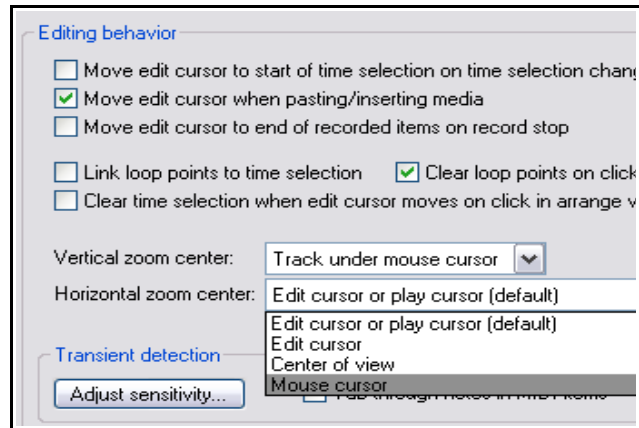 Editing behavior
Move edit cursor to start of time selection on time selection chang
Move edit cursor when pasting/inserting media
Move edit cursor to end of recorded items on record stop
Link loop points to time selection Clear loop points on click
Clear time selection when edit cursor moves on click in arrange v
Vertical zoom center: Track under mouse cursor
Horizontal zoom center: Edit cursor or play cursor (default)
Edit cursor or play cursor (default)
Edit cursor
Transient detection
Center of view
Mouse cursor
Adjust sensitivity...